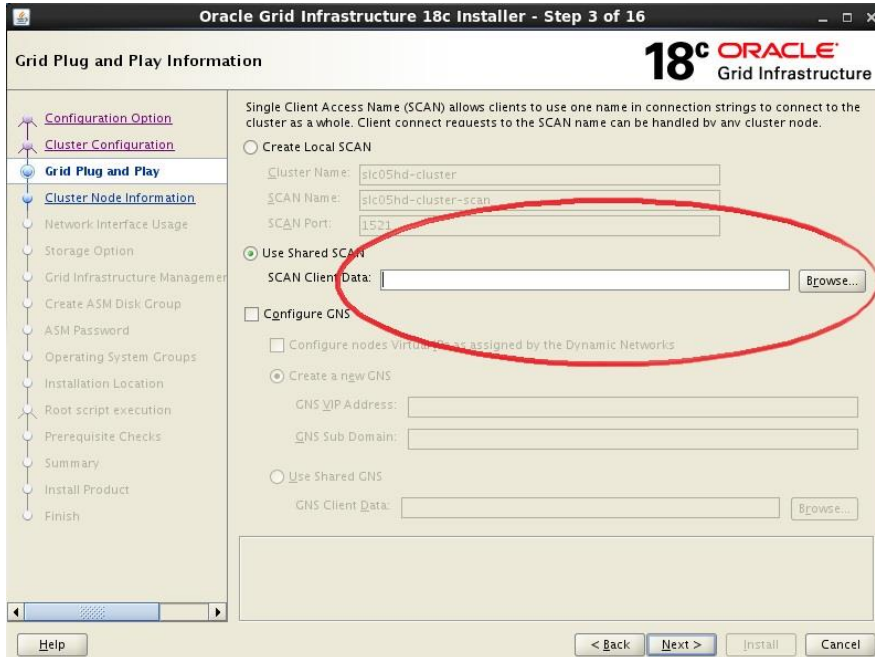 Oracle Grid Infrastructure 18c Installer - Step 3 of 16
Grid Plug and Play Information
18c ORACLE
Grid Infrastructure
Configuration Option
Cluster Configuration
Grid Plug and Play
Cluster Node Information
Network Interface Usage
Storage Option
Grid Infrastructure Managemen
Create ASM Disk Group
ASM Password
Operating System Groups
Installation Location
Root script execution
Prerequisite Checks
Summary
Install Product
Finish
Single Client Access Name (SCAN) allows clients to use one name in connection strings to connect to the
cluster as a whole. Client connect requests to the SCAN name can be handled by any cluster node.
Create Local SCAN
Cluster Name: slc05hd-cluster
SCAN Name: slc05hd-cluster-scan
SCAN Port: 1521
Use Shared SCAN
SCAN Client Data: Browse...
Configure GNS
Configure nodes Virtual IPs as assigned by the Dynamic Networks
Create a new GNS
GNS VIP Address:
GNS Sub Domain:
Use Shared GNS
GNS Client Data: Browse...
Help
< Back Next > Install Cancel